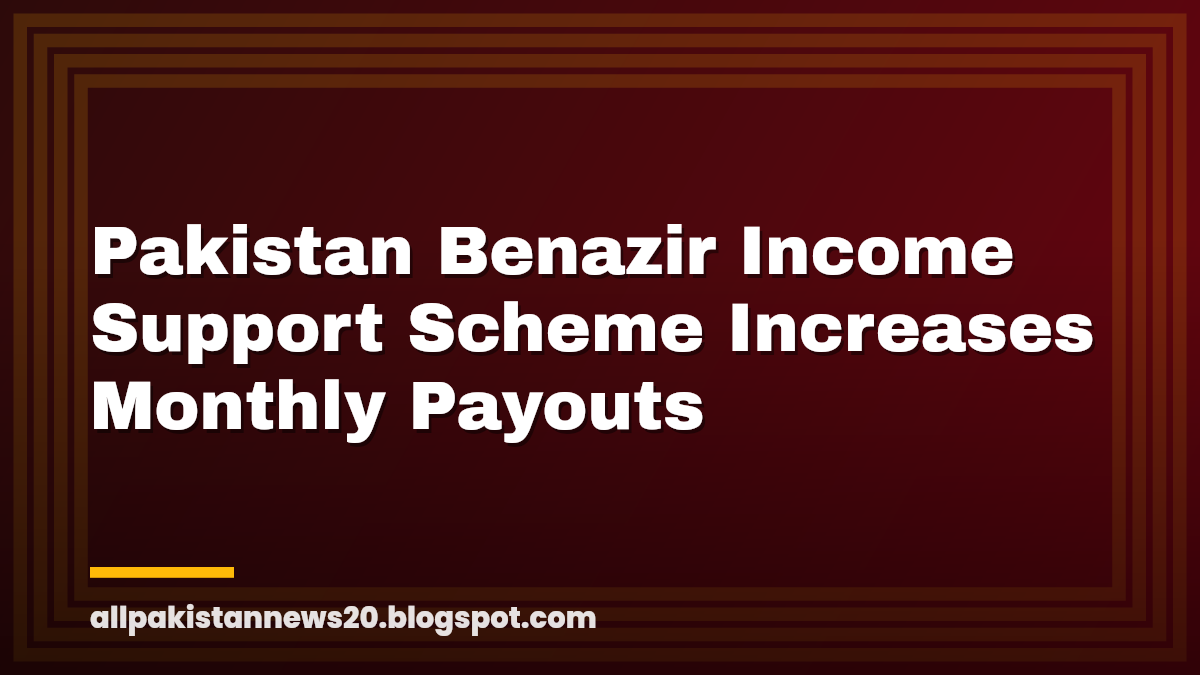 Pakistan Benazir Income
Support Scheme Increases
Monthly Payouts
allpakistannews20.blogspot.com